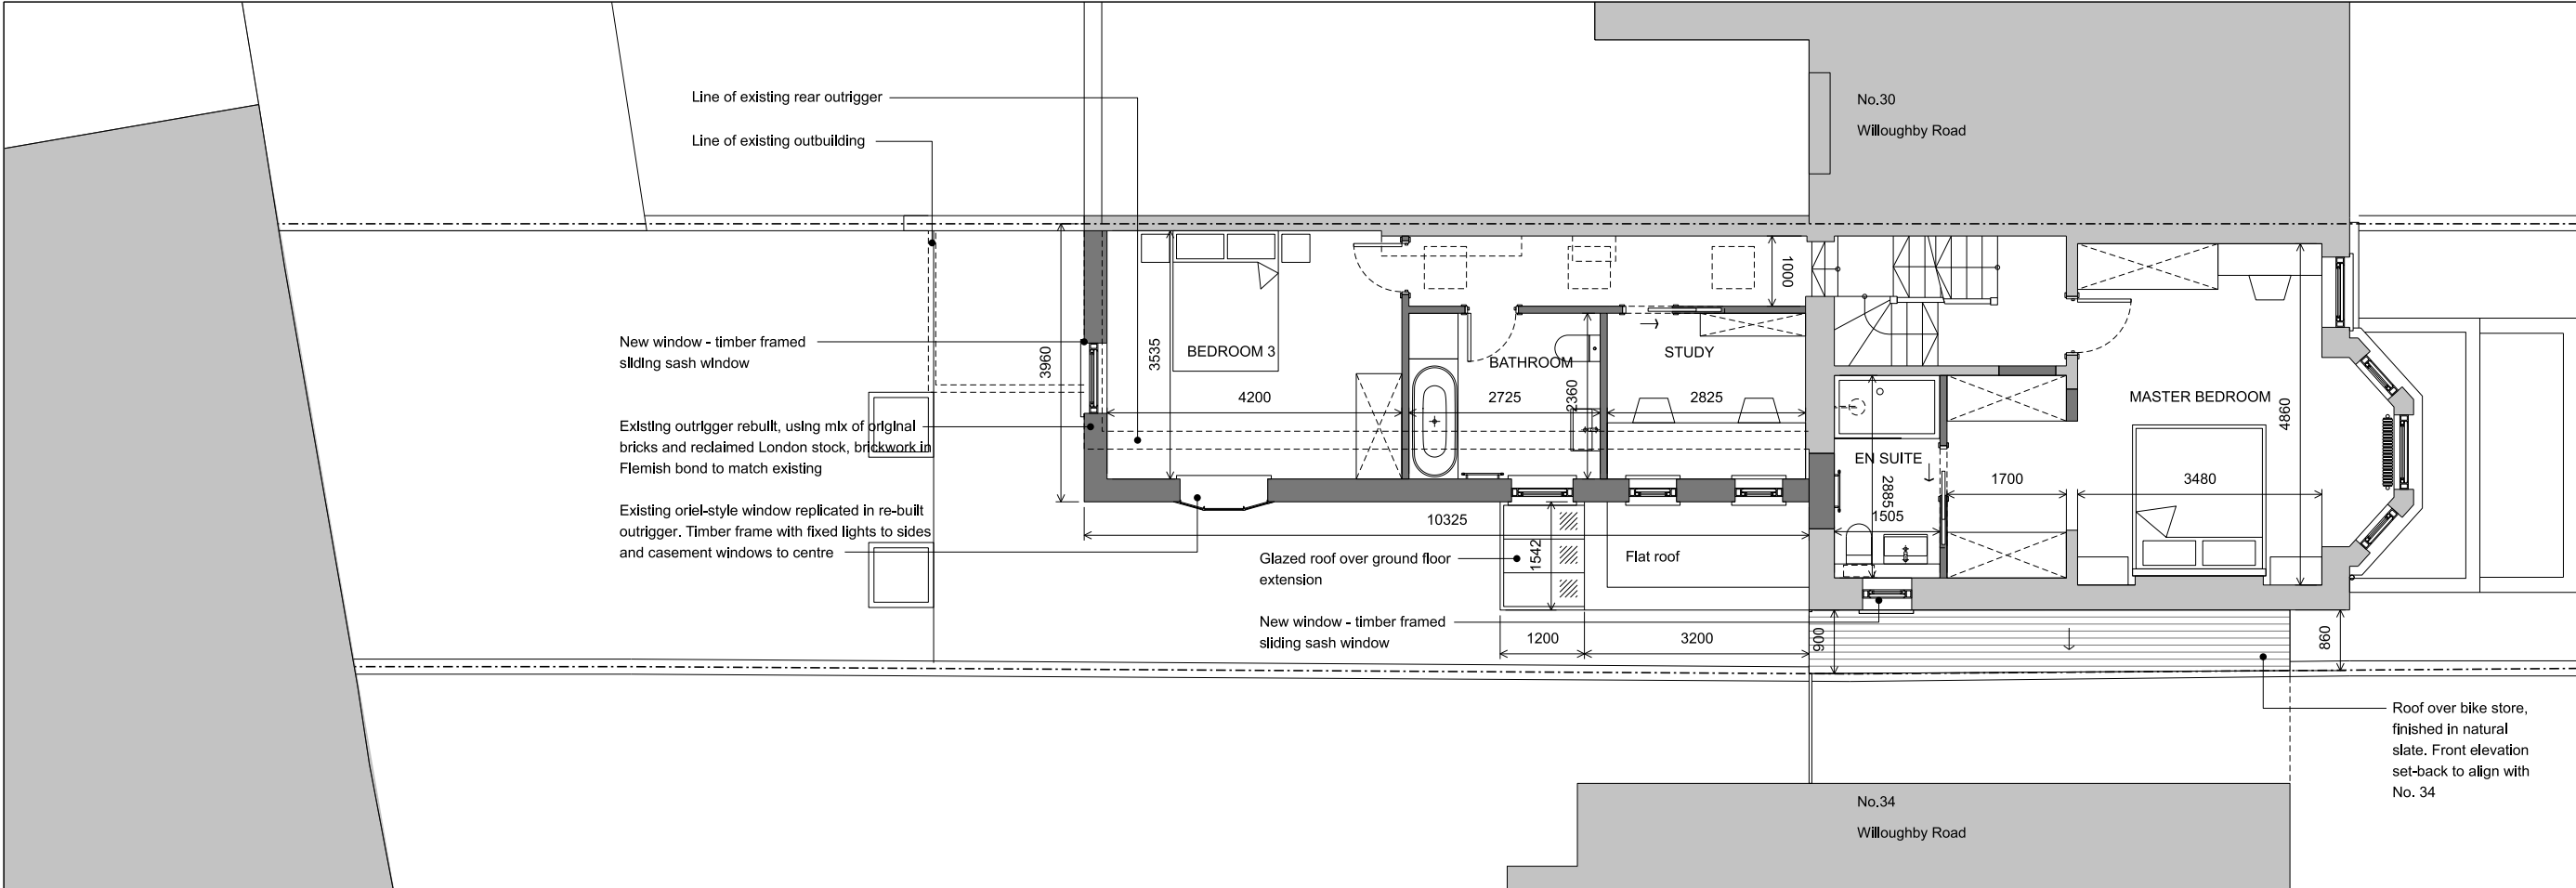 Line of existing rear outrigger
Line of existing outbuilding
No.30
Willoughby Road
New window - timber framed
sliding sash window
Existing outrigger rebuilt, using mix of original
bricks and reclaimed London stock, brickwork in
Flemish bond to match existing
Existing oriel-style window replicated in re-built
outrigger. Timber frame with fixed lights to sides
and casement windows to centre
3960
3535
BEDROOM 3
4200
BATHROOM
2725
2360
STUDY
2825
1000
10325
Glazed roof over ground floor
extension
1542
Flat roof
New window - timber framed
sliding sash window
1200
3200
EN SUITE
2885
1505
1700
MASTER BEDROOM
4860
3480
900
860
Roof over bike store,
finished in natural
slate. Front elevation
set-back to align with
No. 34
No.34
Willoughby Road